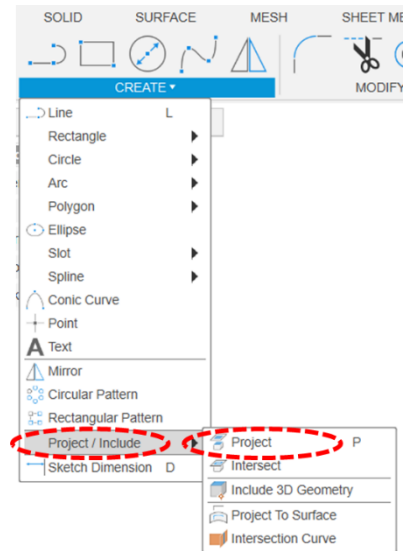 SOLID SURFACE MESH SHEET ME
CREATE MODIFY
Line L
Rectangle
Circle
Arc
Polygon
Ellipse
Slot
Spline
Conic Curve
Point
A Text
Mirror
Circular Pattern
Rectangular Pattern
Project / Include
Project P
Sketch Dimension D
Intersect
Include 3D Geometry
Project To Surface
Intersection Curve